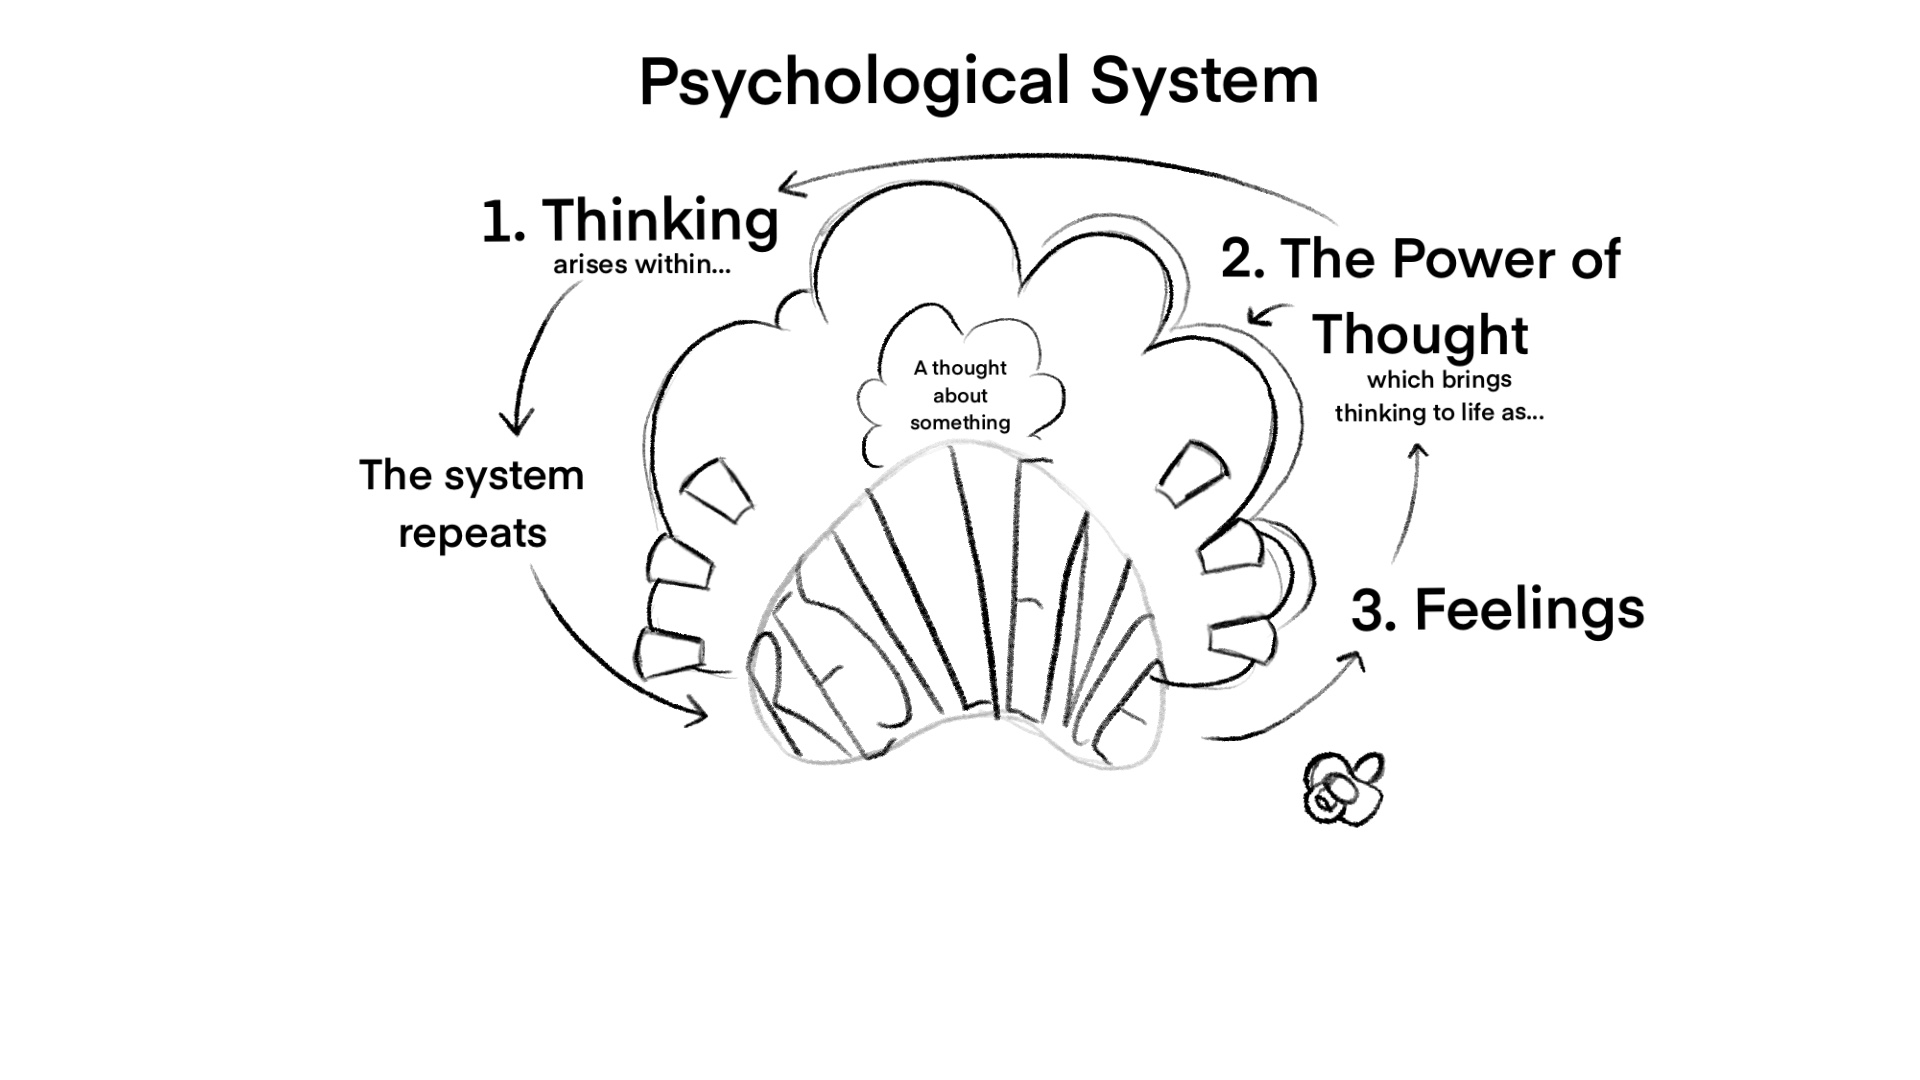 Psychological System
1. Thinking
arises within...
2. The Power of
Thought
which brings
thinking to life as...
A thought
about
something
The system
repeats
3. Feelings